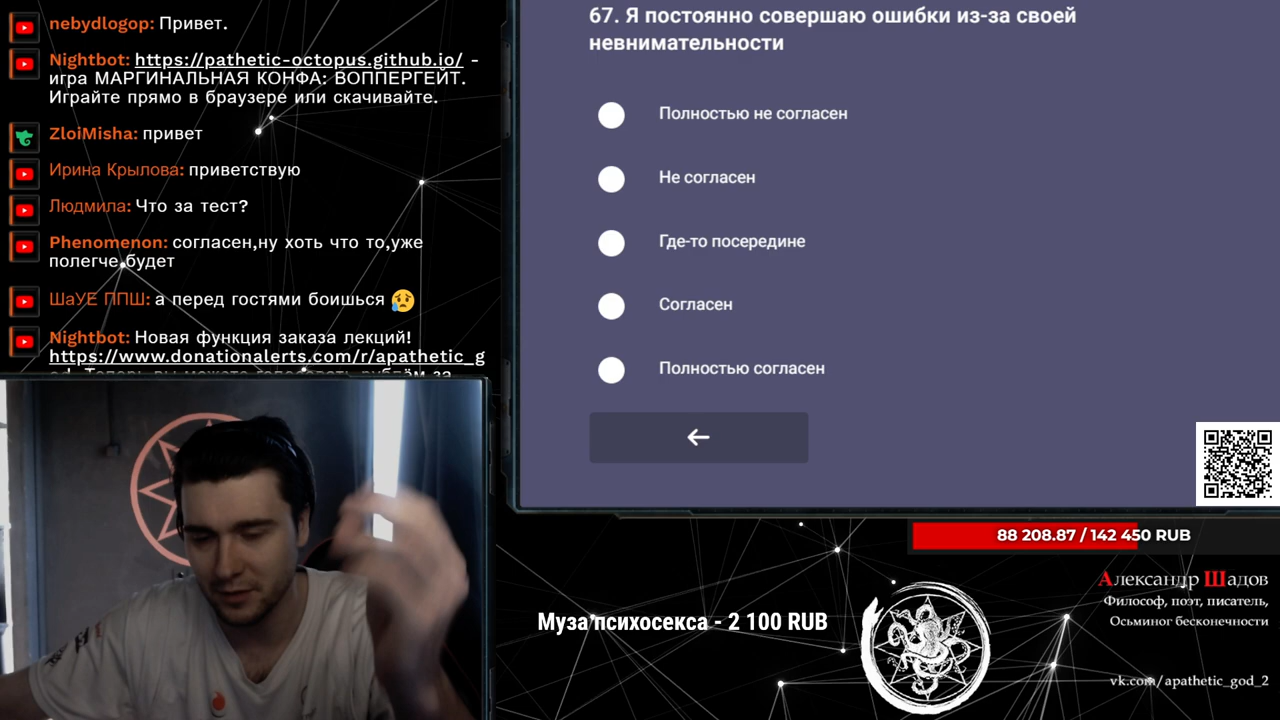 nebydlogop: Привет.
Nightbot: https://pathetic-octopus.github.io/ -
игра МАРГИНАЛЬНАЯ КОНФА: ВОППЕРГЕЙТ.
Играйте прямо в браузере или скачивайте.
ZloiMisha: привет
Ирина Крылова: приветствую
Людмила: Что за тест?
Phenomenon: согласен,ну хоть что то,уже
полегче будет
ШаУЕ ППШ: а перед гостями боишься 😥
Nightbot: Новая функция заказа лекций!
https://www.donationalerts.com/r/apathetic_g
67. Я постоянно совершаю ошибки из-за своей
невнимательности
Полностью не согласен
Не согласен
Где-то посередине
Согласен
Полностью согласен
88 208.87 / 142 450 RUB
Муза психосекса - 2 100 RUB
Александр Шадов
Философ, поэт, писатель,
Осьминог бесконечности
vk.com/apathetic_god_2